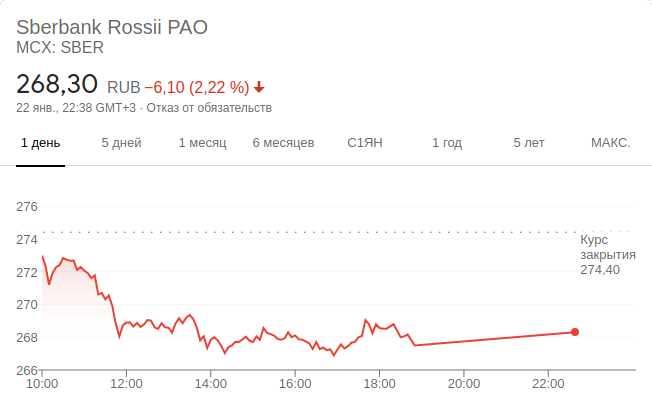 Sberbank Rossii PAO
MCX: SBER
268,30 RUB −6,10 (2,22 %)
22 янв., 22:38 GMT+3 · Отказ от обязательств
1 день 5 дней 1 месяц 6 месяцев С1ЯН 1 год 5 лет МАКС.
276
274
272
270
268
266
Курс
закрытия
274,40
10:00 12:00 14:00 16:00 18:00 20:00 22:00